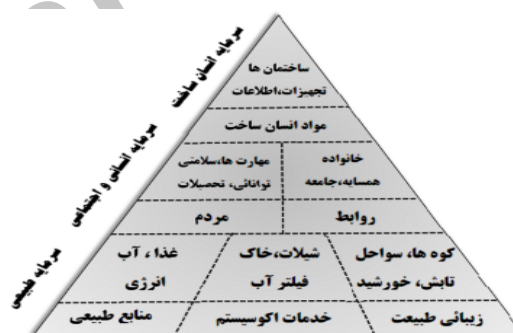 سرمایه انسان ساخت
ساختمان ها
تجهیزات،اطلاعات
مواد انسان ساخت
سرمایه انسانی و اجتماعی
خانواده
همسایه،جامعه
مهارت ها،سلامتی
توانائی، تحصیلات
روابط
مردم
سرمایه طبیعی
کوه ها، سواحل
تابش، خورشید
شیلات،خاک
فیلتر آب
غذا ، آب
انرژی
زیبائی طبیعت
خدمات اکوسیستم
منابع طبیعی